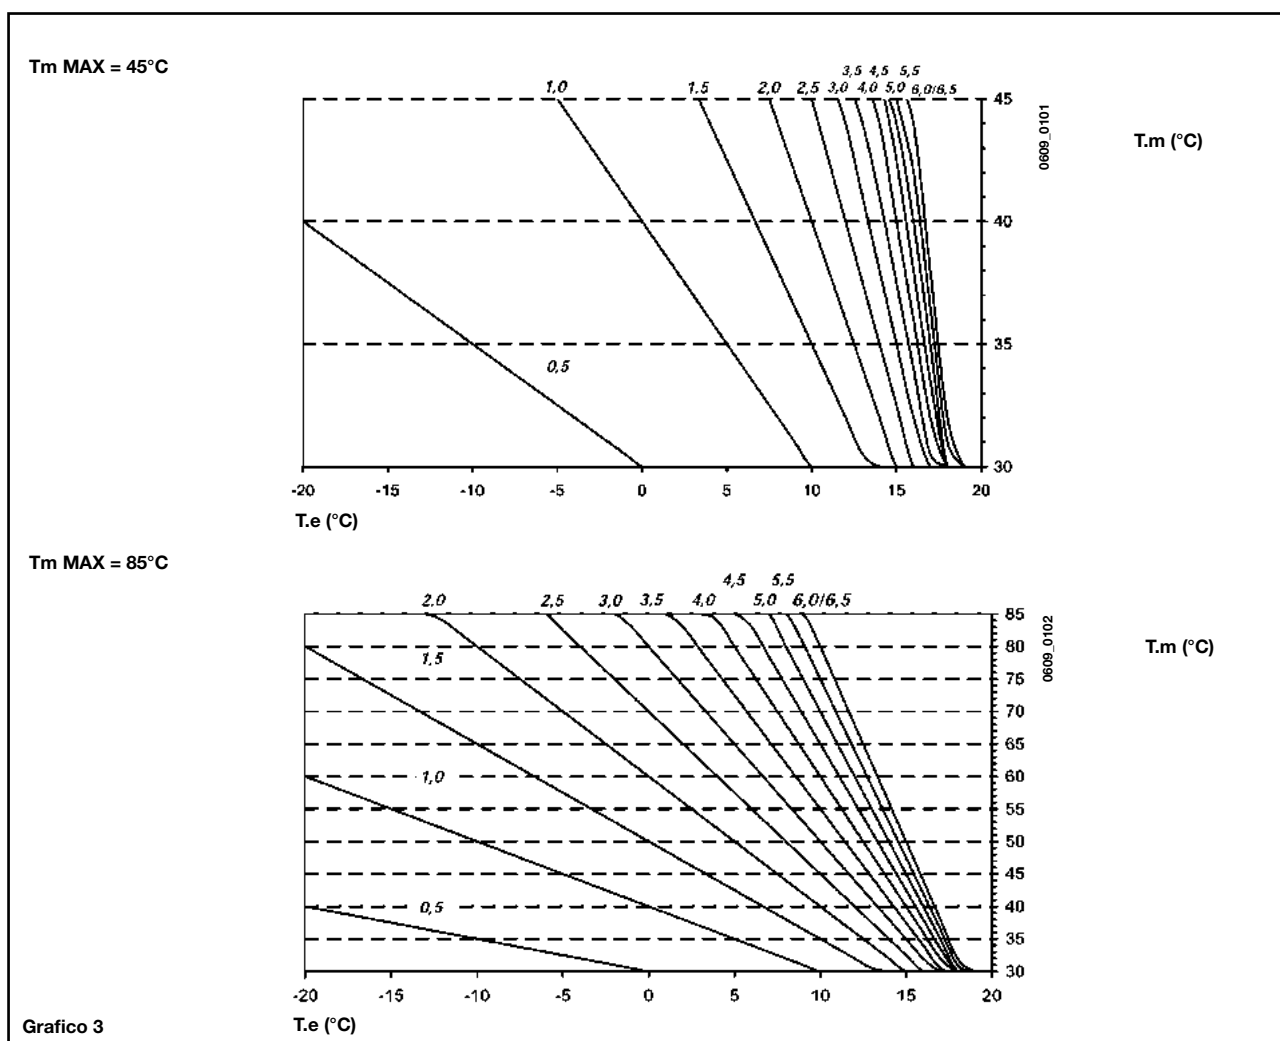 Tm MAX = 45°C
3,5 4,5 5,5
1,0 1,5 2,0 2,5 3,0 4,0 5,0 6,0/6,5
45
40
35
30
0,5
0609_0101
T.m (°C)
-20 -15 -10 -5 0 5 10 15 20
T.e (°C)
Tm MAX = 85°C
4,5 5,5
2,0 2,5 3,0 3,5 4,0 5,0 6,0/6,5
85
80
75
70
65
60
55
50
45
40
35
30
1,5
1,0
0,5
0609_0102
T.m (°C)
-20 -15 -10 -5 0 5 10 15 20
T.e (°C)
Grafico 3